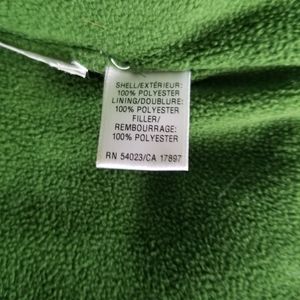 SHELL/EXTÉRIEUR:
100% POLYESTER
LINING/DOUBLURE:
100% POLYESTER
FILLER/
REMBOURRAGE:
100% POLYESTER
RN 54023/CA 17897